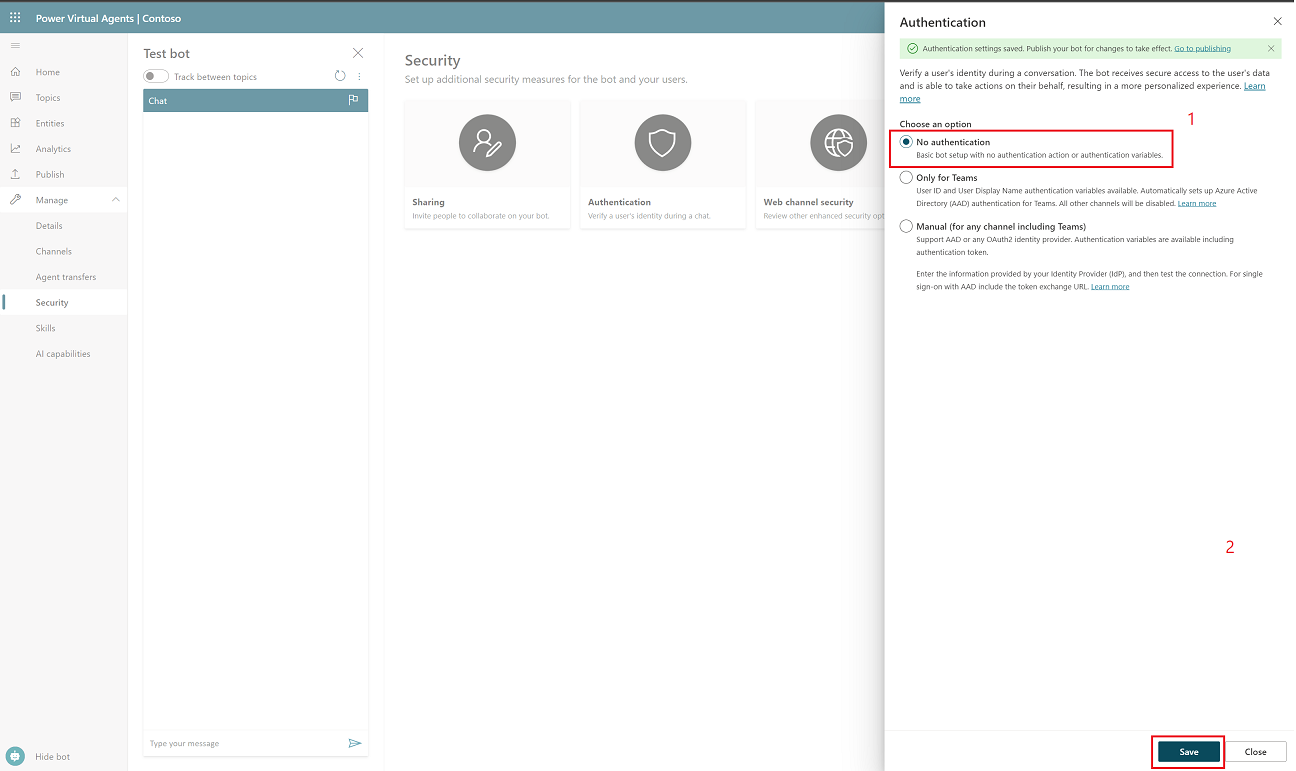 Power Virtual Agents | Contoso
Home
Topics
Entities
Analytics
Publish
Manage
Details
Channels
Agent transfers
Security
Skills
AI capabilities
Hide bot
Test bot
Track between topics
Chat
Type your message
Security
Set up additional security measures for the bot and your users.
Sharing
Invite people to collaborate on your bot.
Authentication
Verify a user's identity during a chat.
Web channel security
Review other enhanced security opt
Authentication
Authentication settings saved. Publish your bot for changes to take effect. Go to publishing
Verify a user's identity during a conversation. The bot receives secure access to the user's data
and is able to take actions on their behalf, resulting in a more personalized experience. Learn
more
1
Choose an option
No authentication
Basic bot setup with no authentication action or authentication variables.
Only for Teams
User ID and User Display Name authentication variables available. Automatically sets up Azure Active
Directory (AAD) authentication for Teams. All other channels will be disabled. Learn more
Manual (for any channel including Teams)
Support AAD or any OAuth2 identity provider. Authentication variables are available including
authentication token.
Enter the information provided by your Identity Provider (IdP), and then test the connection. For single
sign-on with AAD include the token exchange URL. Learn more
2
Save
Close